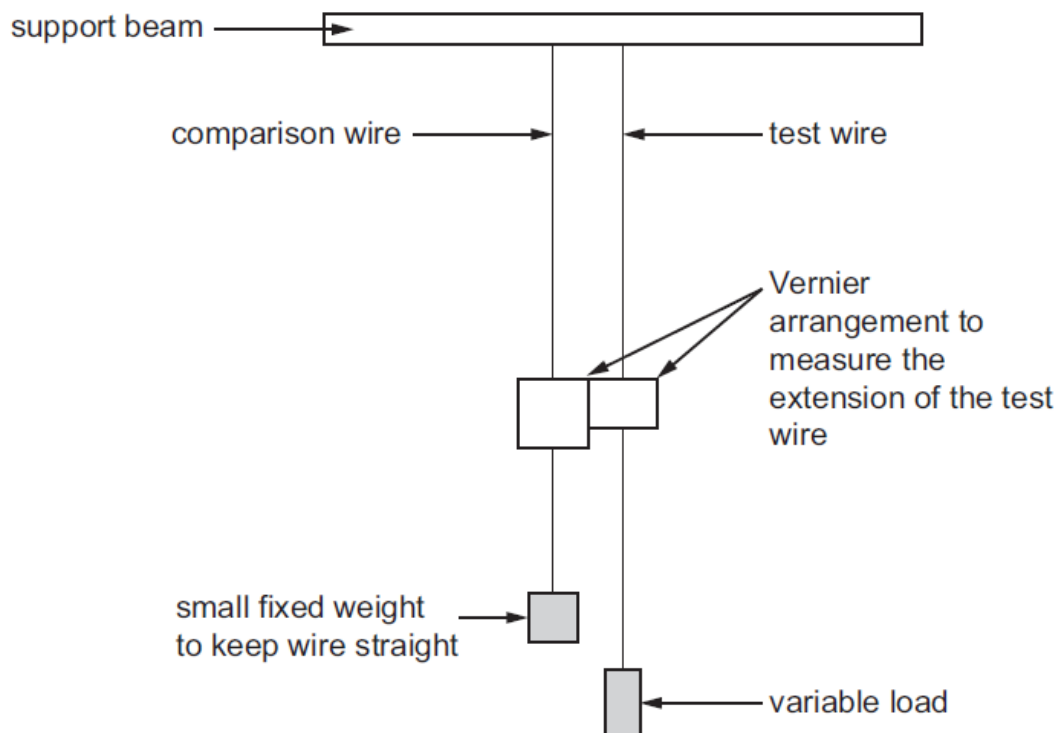 support beam
comparison wire
test wire
Vernier
arrangement to
measure the
extension of the test
wire
small fixed weight
to keep wire straight
variable load